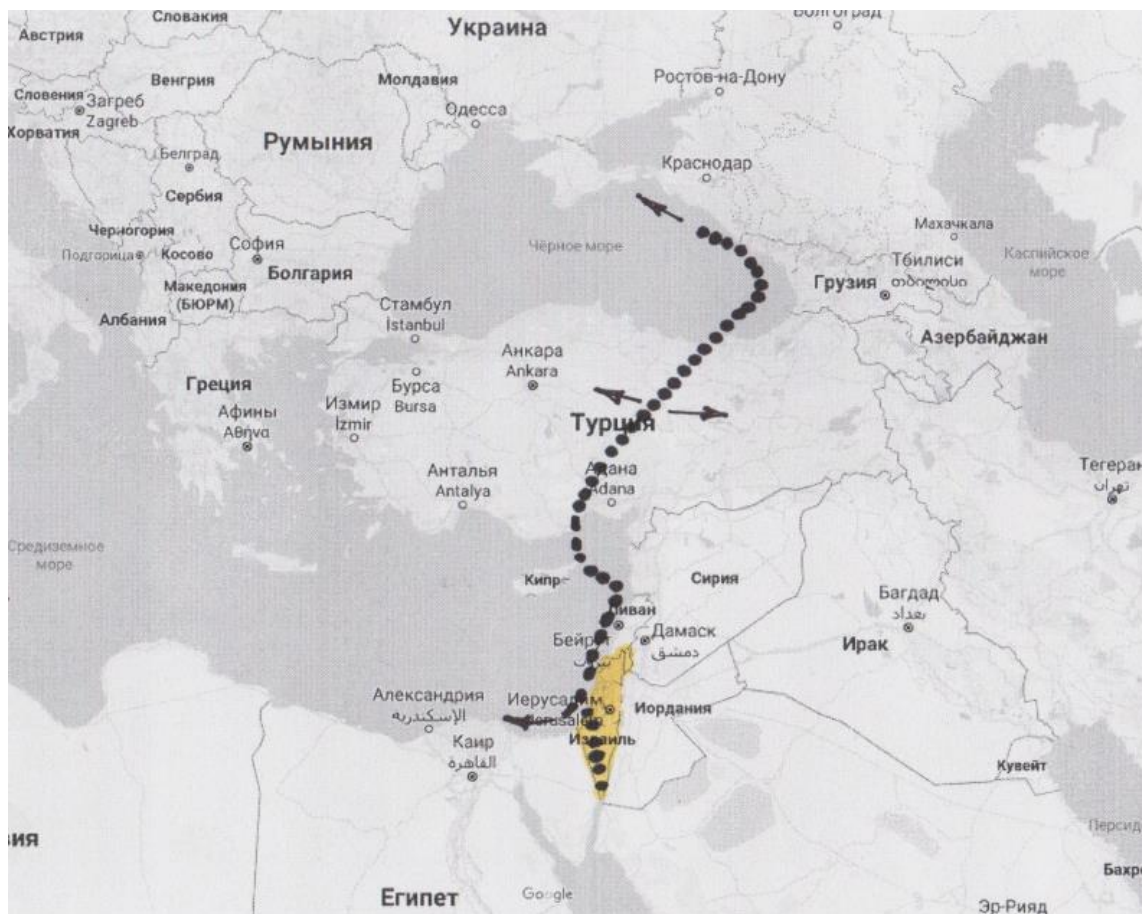 Словакия
Волгоград
Австрия
Украина
Венгрия
Молдавия
Ростов-на-Дону
Словения
Загреб
Zagreb
Одесса
Хорватия
Румыния
Белград
Краснодар
Сербия
Черногория
Махачкала
София
Чёрное море
Каспийское
море
Подгорица
Косово
Тбилиси
თბილისი
Болгария
Грузия
Македония
(БЮРМ)
Стамбул
İstanbul
Албания
Азербайджан
Анкара
Ankara
Греция
Бурса
Bursa
Измир
İzmir
Афины
Αθήνα
Турция
Анталья
Antalya
Адана
Adana
Тегеран
تهران
Средиземное
море
Кипр
Сирия
Багдад
بغداد
Ливан
Дамаск
دمشق
Бейрут
Ирак
Александрия
الإسكندرية
Иерусалим
Jerusalem
Иордания
Каир
القاهرة
Израиль
Кувейт
Персид
вия
Бахре
Египет
Google
Эр-Рияд